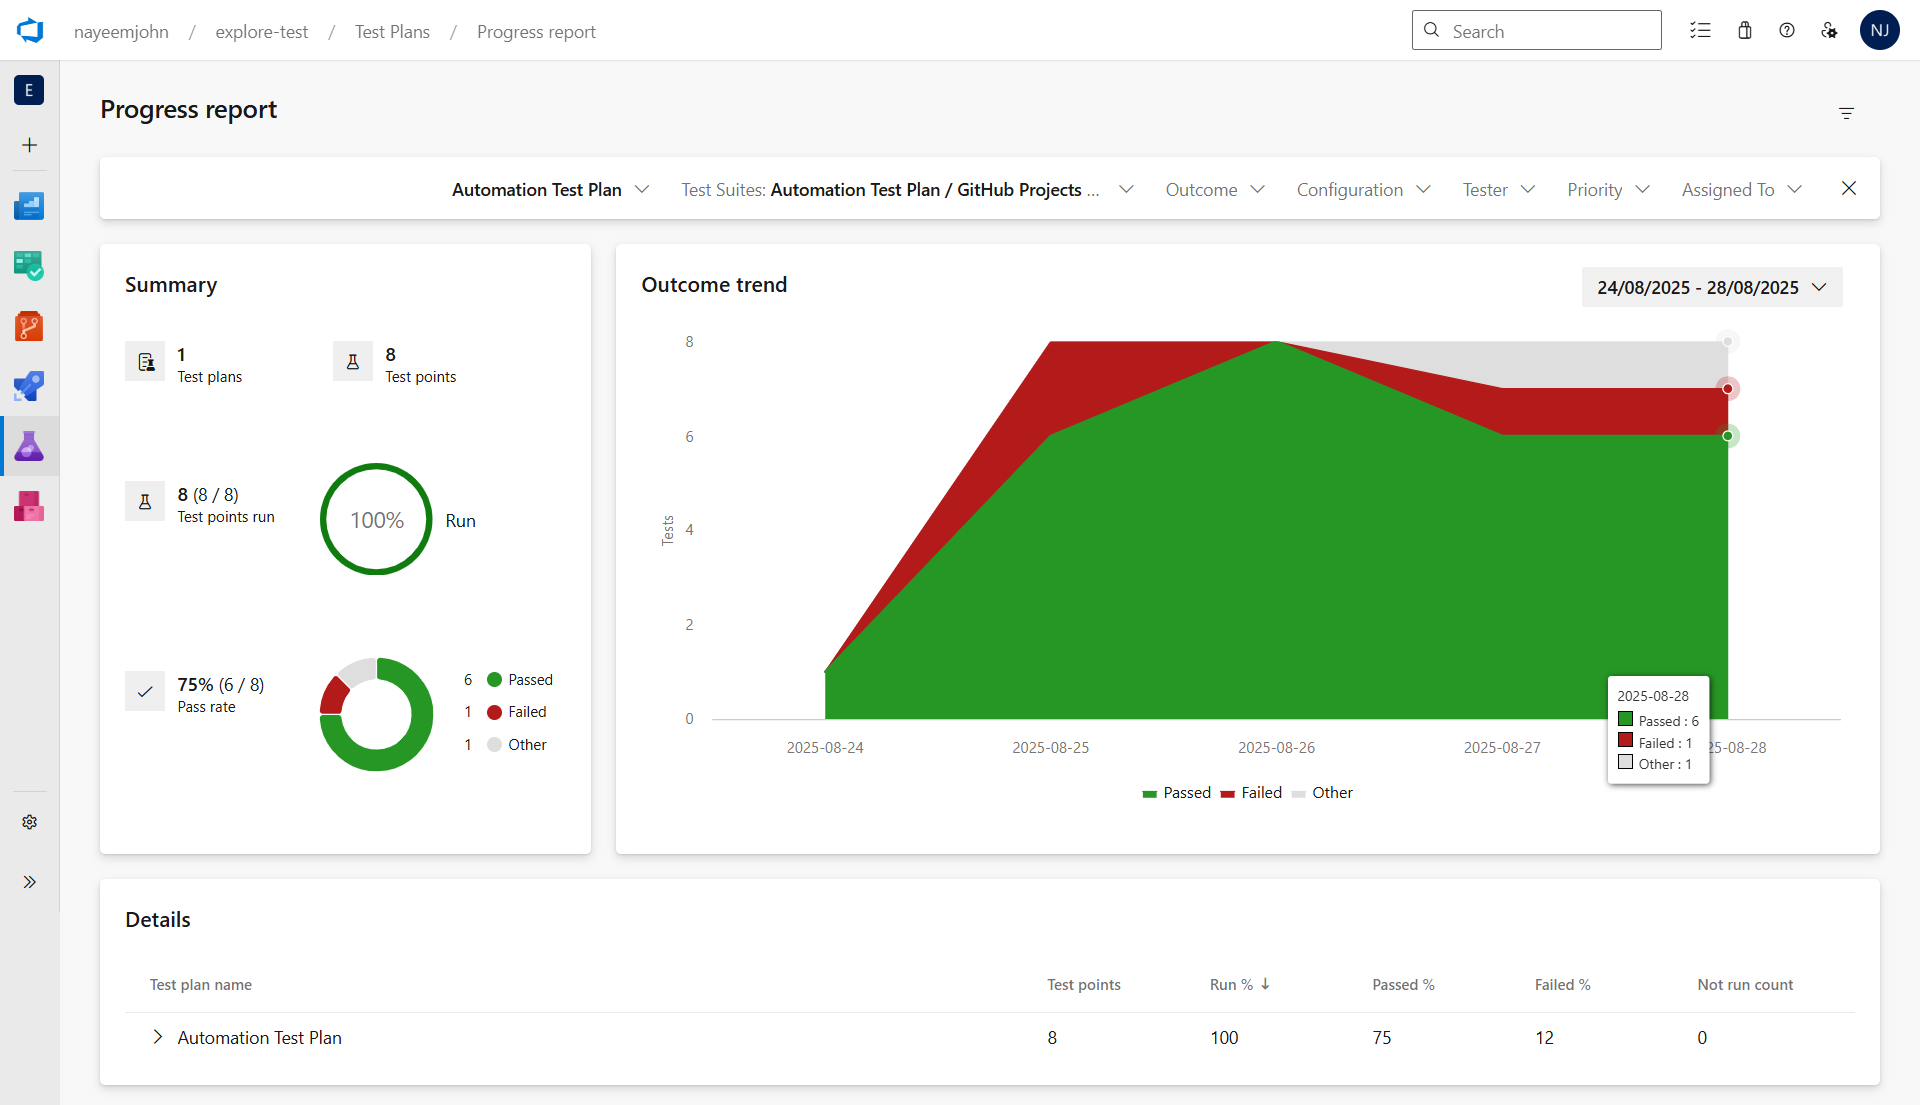 nayeemjohn / explore-test / Test Plans / Progress report
Search
NJ
E
Progress report
Automation Test Plan
Test Suites: Automation Test Plan / GitHub Projects ...
Outcome
Configuration
Tester
Priority
Assigned To
Summary
1
Test plans
8
Test points
8 (8 / 8)
Test points run
100%
Run
75% (6 / 8)
Pass rate
6 Passed
1 Failed
1 Other
Outcome trend
24/08/2025 - 28/08/2025
8
6
4
2
0
Tests
2025-08-24
2025-08-25
2025-08-26
2025-08-27
25-08-28
2025-08-28
Passed : 6
Failed : 1
Other : 1
Passed Failed Other
Details
Test plan name Test points Run % Passed % Failed % Not run count
Automation Test Plan 8 100 75 12 0